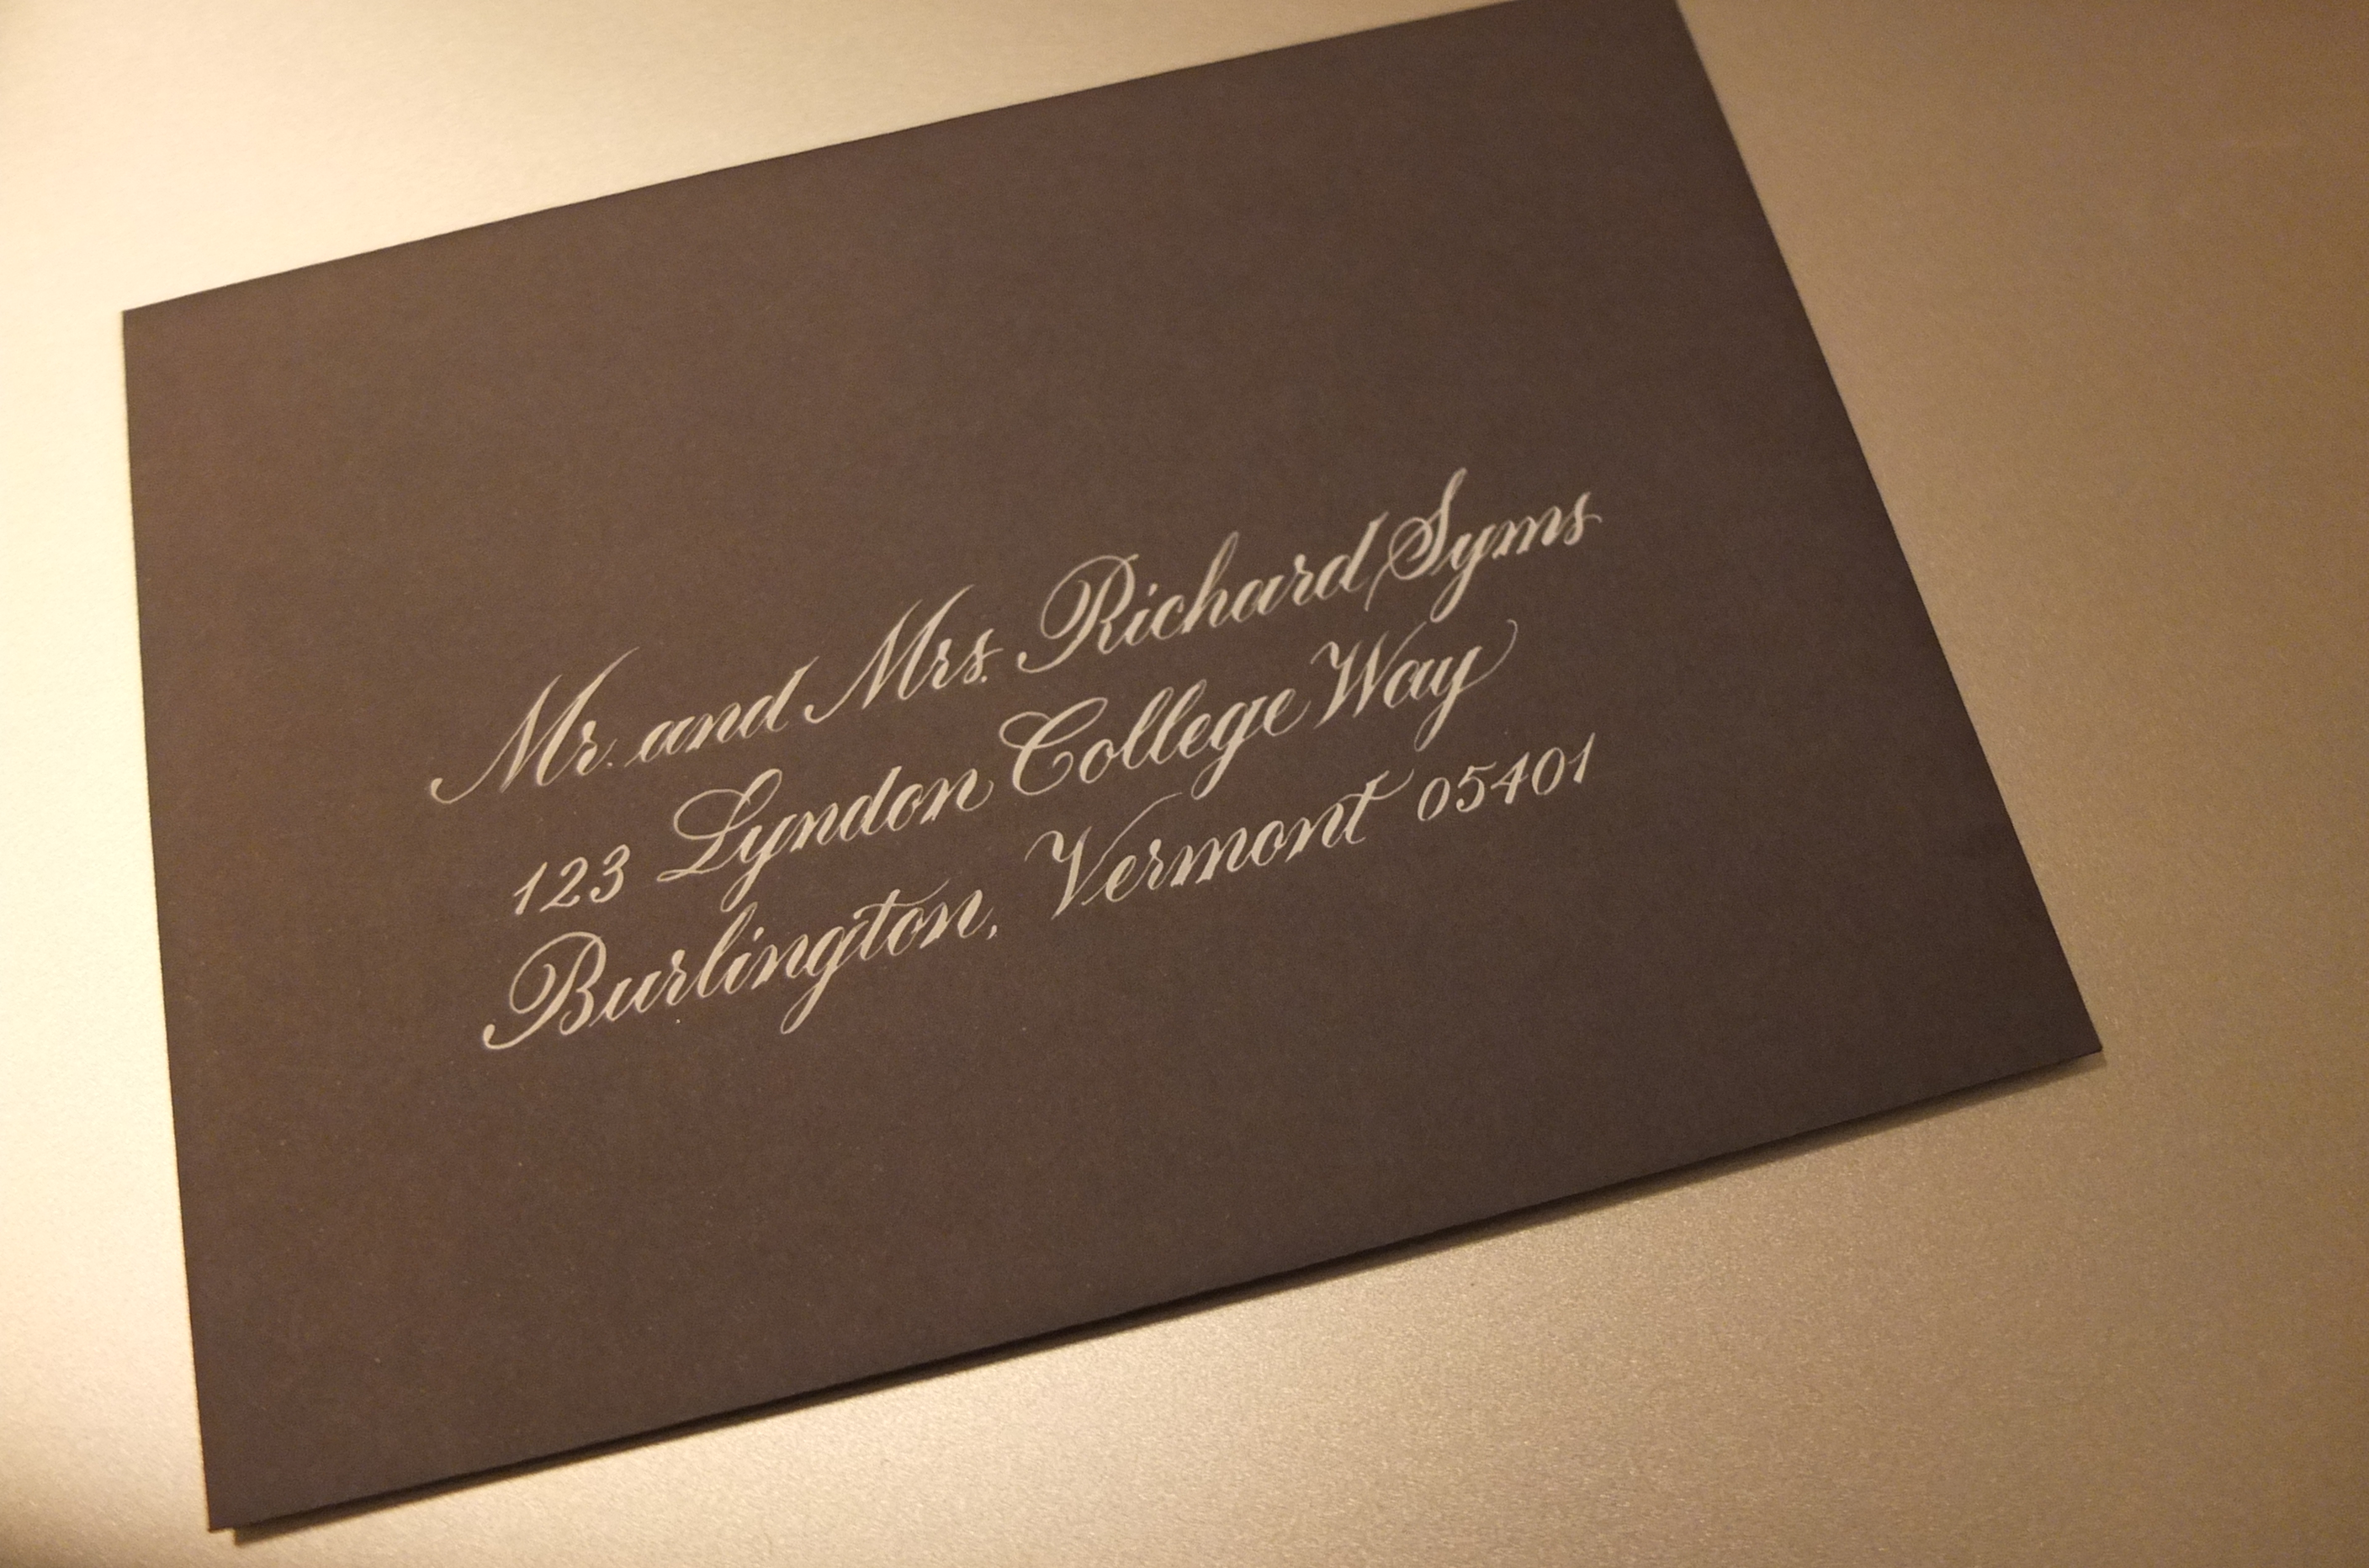 Mr. and Mrs. Richard Syms
123 Lyndon College Way
Burlington, Vermont 05401